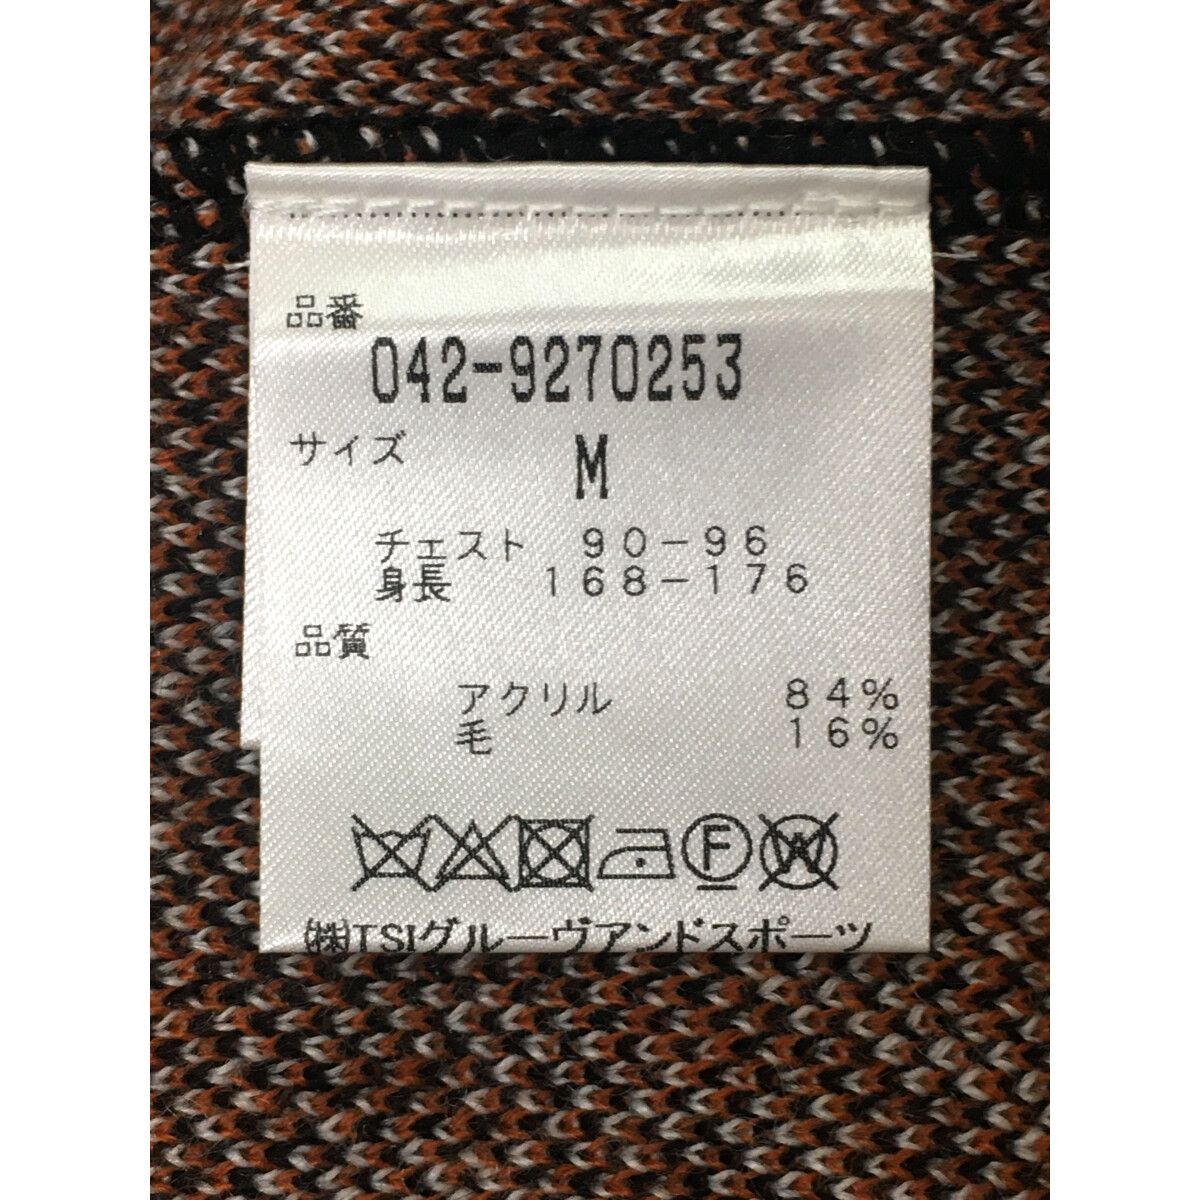 品番
042-9270253
サイズ M
チェスト 90-96
身長 168-176
品質
アクリル 84%
毛 16%
F W
㈱TSIグルーヴアンドスポーツ